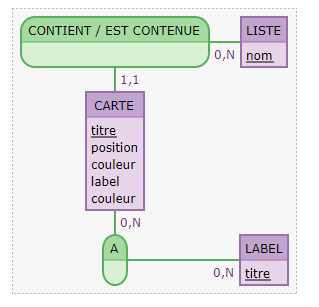 CONTIENT / EST CONTENUE
LISTE
nom
0,N
1,1
CARTE
titre
position
couleur
label
couleur
0,N
A
LABEL
titre
0,N